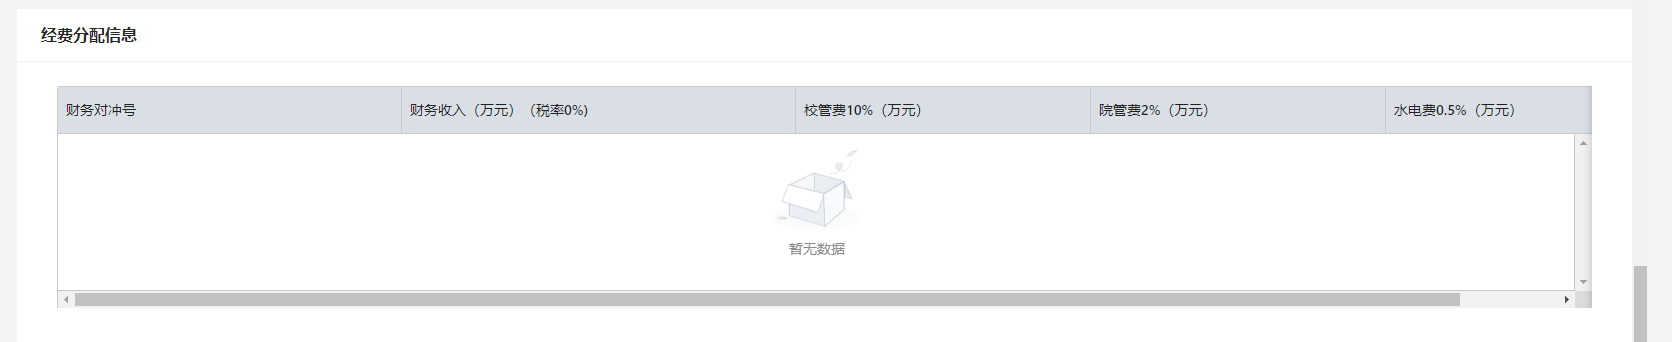 经费分配信息
财务对冲号 财务收入（万元）（税率0%） 校管费10%（万元） 院管费2%（万元） 水电费0.5%（万元）
暂无数据